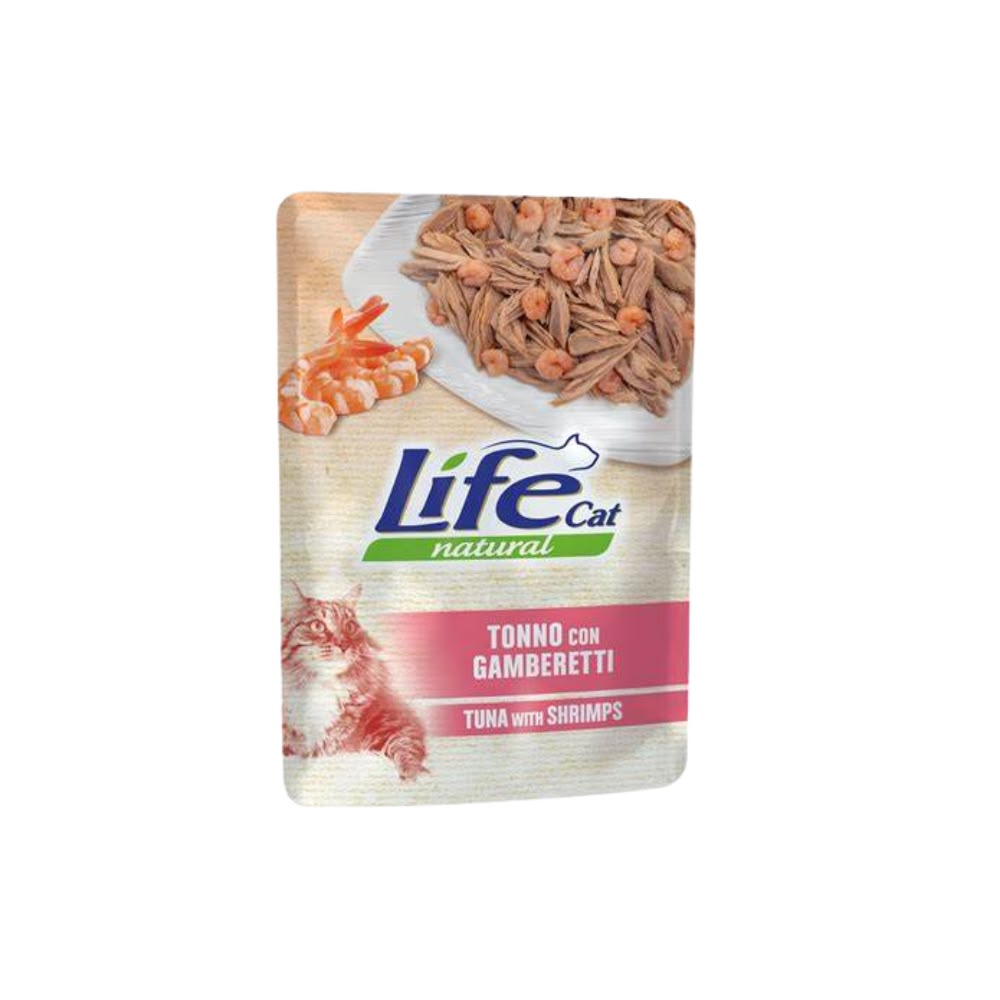 Life Cat
natural
TONNO CON
GAMBERETTI
TUNA WITH SHRIMPS